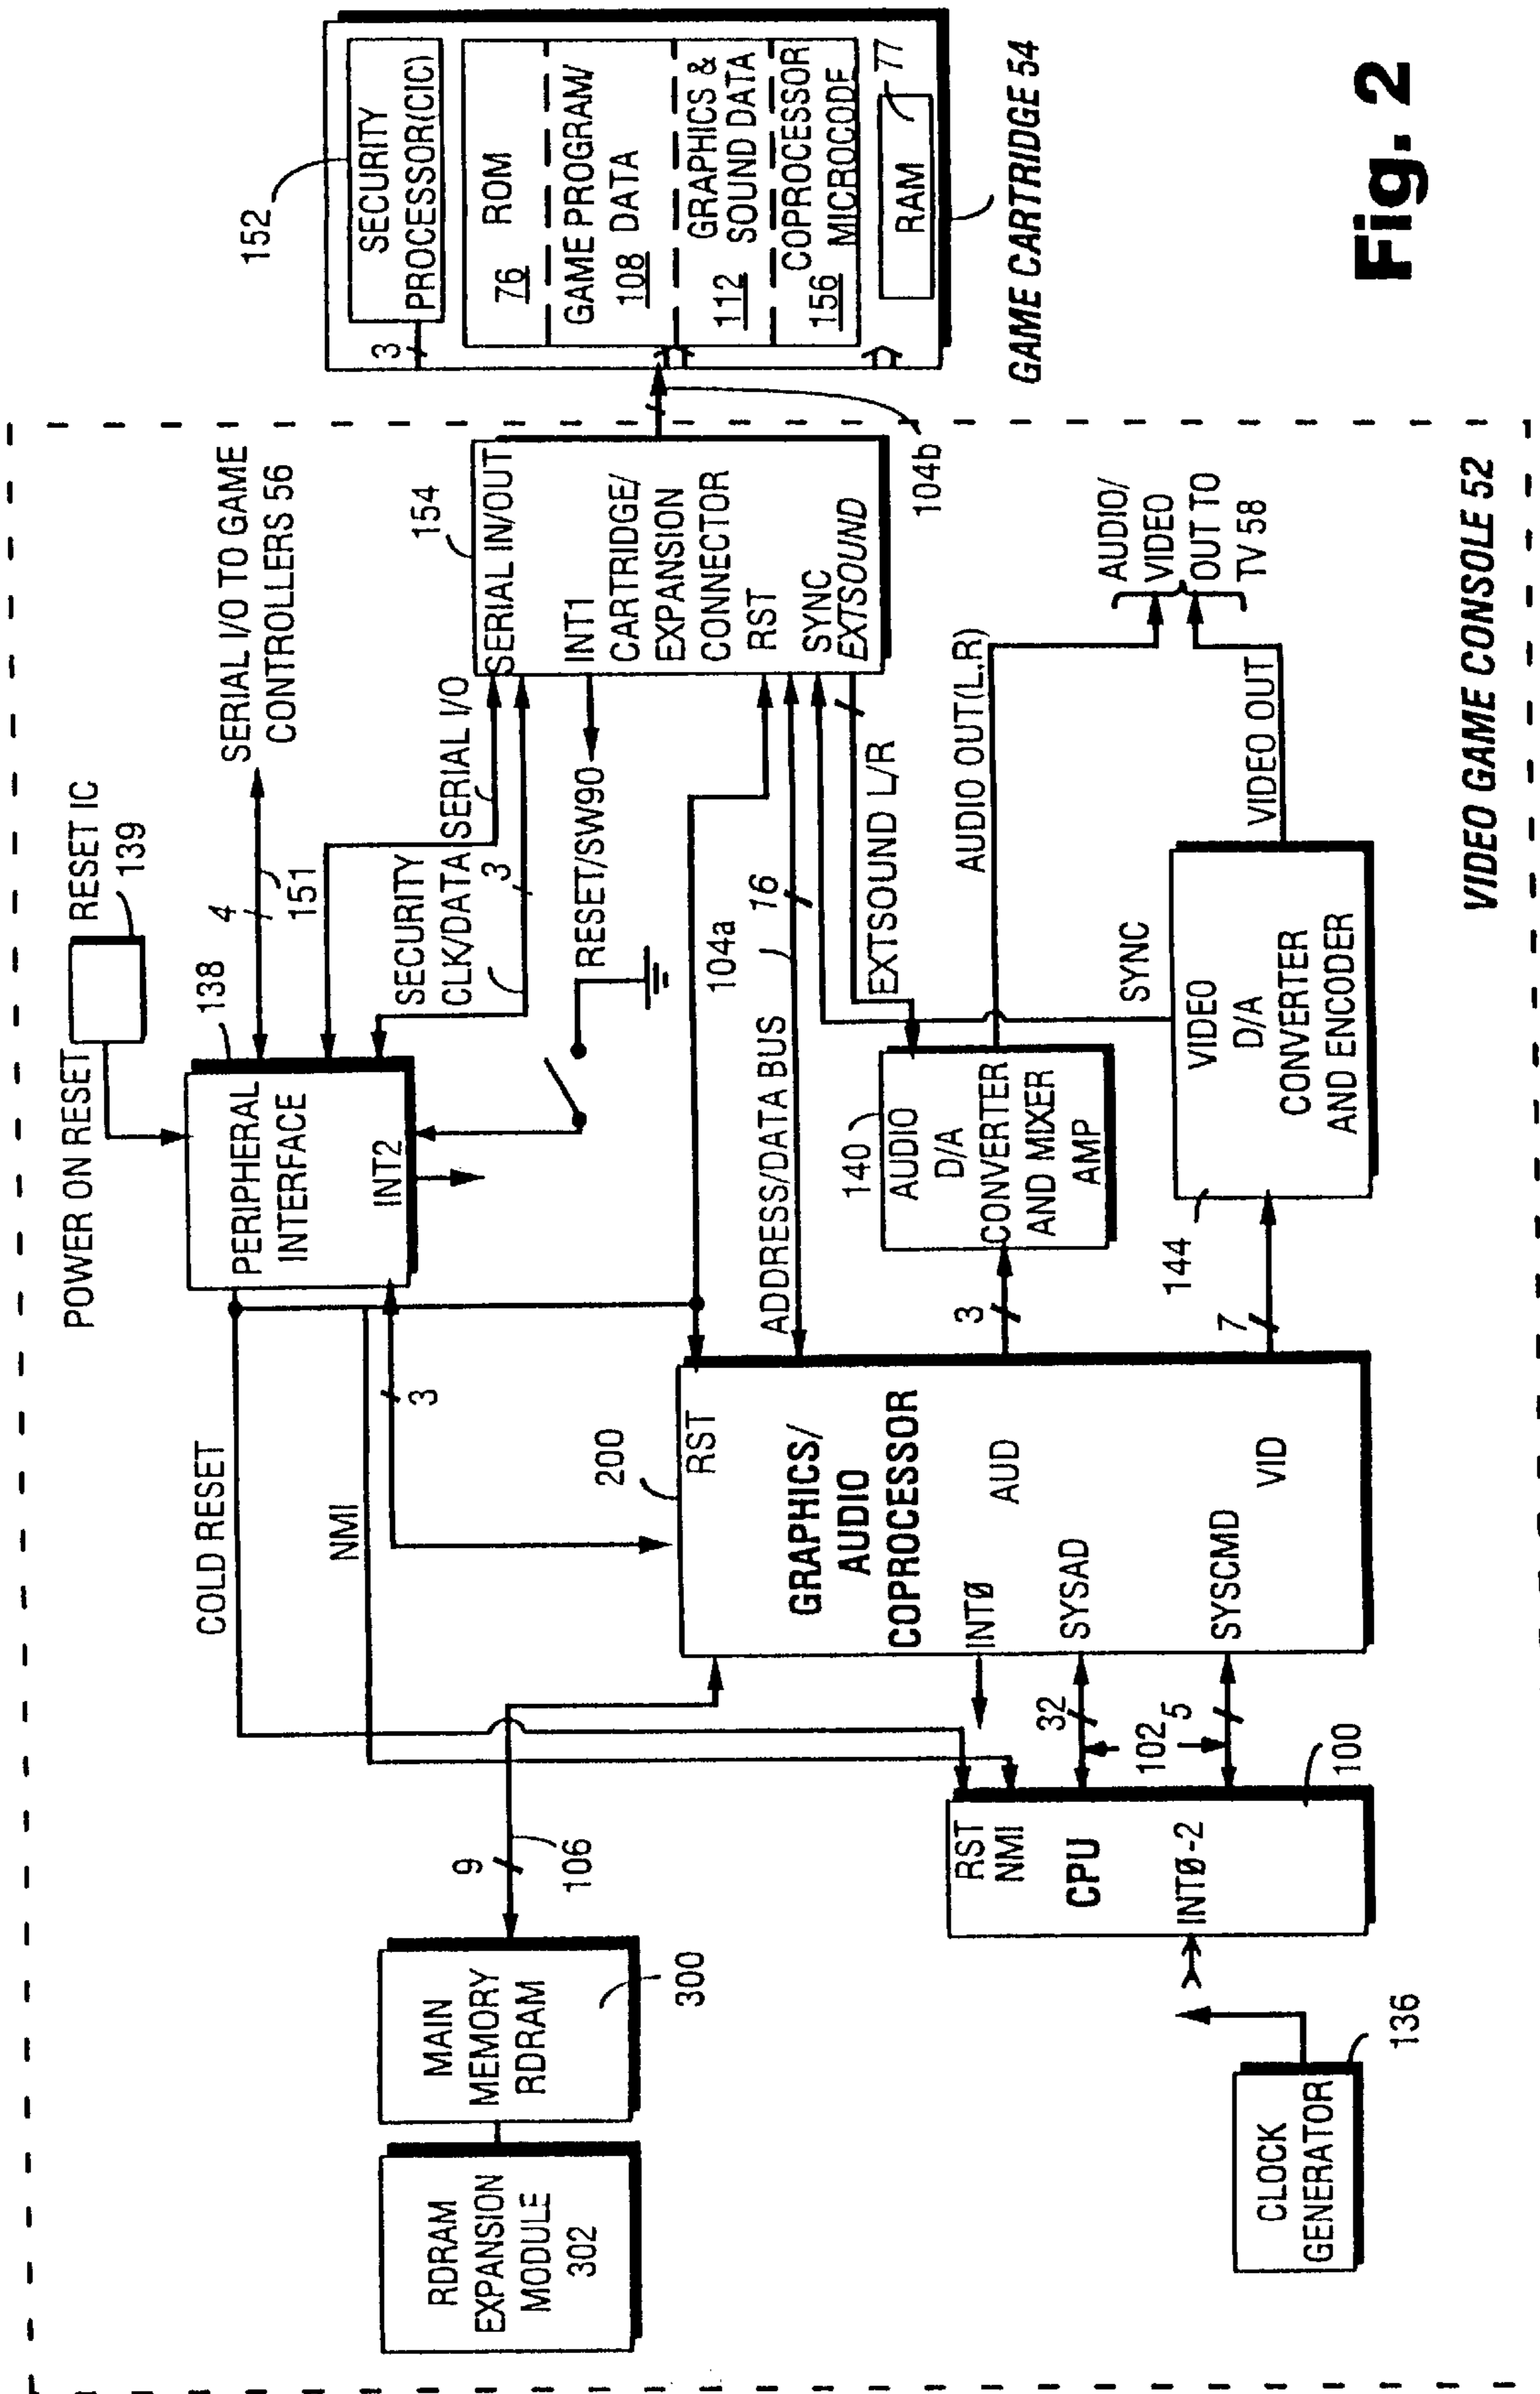 POWER ON RESET
RESET IC
139
COLD RESET
NMI
PERIPHERAL
INTERFACE
INT2
138
4
151
SERIAL I/O TO GAME
CONTROLLERS 56
3
SECURITY
CLK/DATA
3
SERIAL I/O
RESET/SW90
154
SERIAL IN/OUT
INT1
CARTRIDGE/
EXPANSION
CONNECTOR
RST
SYNC
EXTSOUND
104b
152
SECURITY
PROCESSOR(CIC)
3
ROM
76
GAME PROGRAM/
108 DATA
GRAPHICS &
112 SOUND DATA
COPROCESSOR
156 MICROCODE
RAM
77
GAME CARTRIDGE 54
RDRAM
EXPANSION
MODULE
302
MAIN
MEMORY
RDRAM
300
9
106
200
RST
GRAPHICS/
AUDIO
COPROCESSOR
INTØ
AUD
SYSAD
SYSCMD
VID
104a
ADDRESS/DATA BUS
16
EXTSOUND L/R
140
AUDIO
D/A
CONVERTER
AND MIXER
AMP
3
AUDIO OUT(L.R)
AUDIO/
VIDEO
OUT TO
TV 58
SYNC
144
VIDEO
D/A
CONVERTER
AND ENCODER
7
VIDEO OUT
RST
NMI
CPU
INTØ-2
32
102
5
100
CLOCK
GENERATOR
136
VIDEO GAME CONSOLE 52
Fig. 2